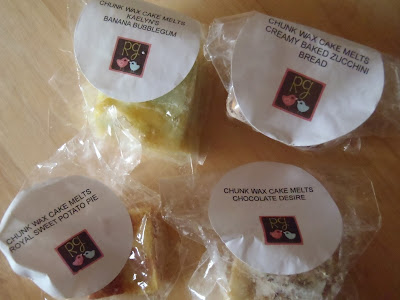 CHUNK WAX CAKE MELTS
KAELYN'S
BANANA BUBBLEGUM
CHUNK WAX CAKE MELTS
CREAMY BAKED ZUCCHINI
BREAD
CHUNK WAX CAKE MELTS
ROYAL SWEET POTATO PIE
CHUNK WAX CAKE MELTS
CHOCOLATE DESIRE